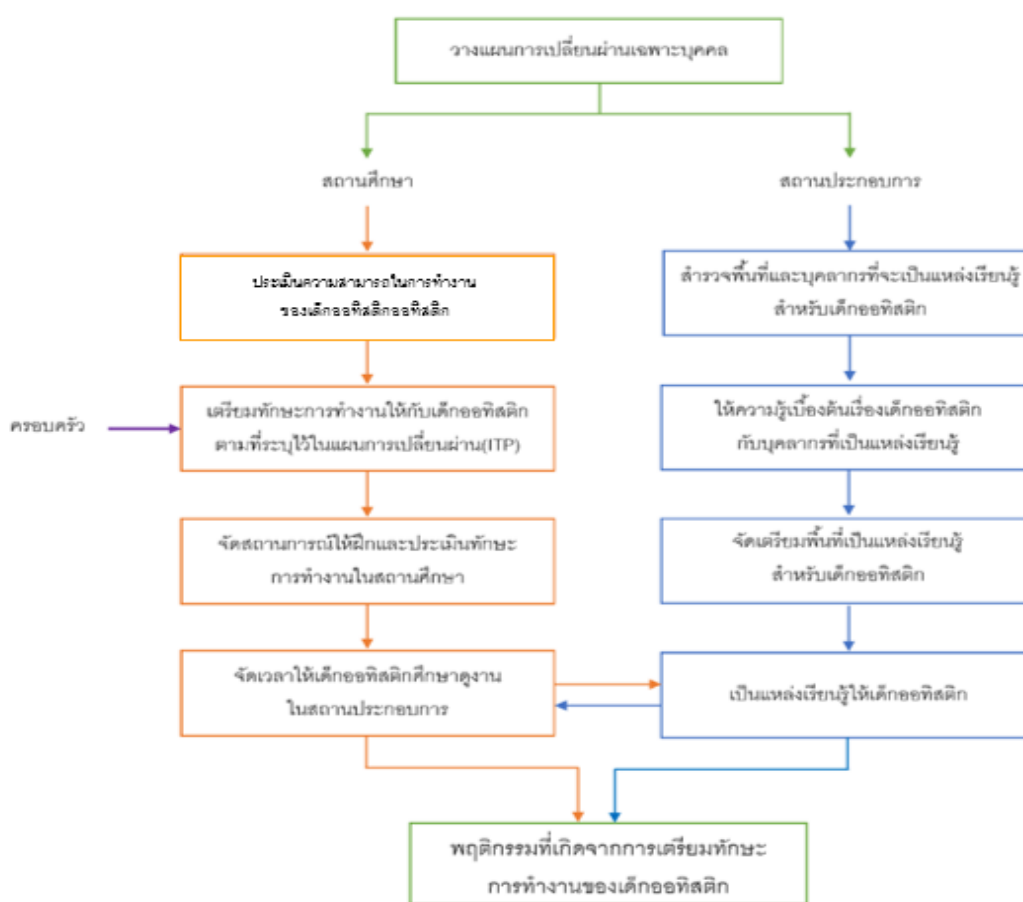 วางแผนการเปลี่ยนผ่านเฉพาะบุคคล
สถานศึกษา
สถานประกอบการ
ประเมินความสามารถในการทำงาน
ของเด็กออทิสติกออทิสติก
สำรวจพื้นที่และบุคลากรที่จะเป็นแหล่งเรียนรู้
สำหรับเด็กออทิสติก
ครอบครัว
เตรียมทักษะการทำงานให้กับเด็กออทิสติก
ตามที่ระบุไว้ในแผนการเปลี่ยนผ่าน(ITP)
ให้ความรู้เบื้องต้นเรื่องเด็กออทิสติก
กับบุคลากรที่เป็นแหล่งเรียนรู้
จัดสถานการณ์ให้ฝึกและประเมินทักษะ
การทำงานในสถานศึกษา
จัดเตรียมพื้นที่เป็นแหล่งเรียนรู้
สำหรับเด็กออทิสติก
จัดเวลาให้เด็กออทิสติกศึกษาดูงาน
ในสถานประกอบการ
เป็นแหล่งเรียนรู้ให้เด็กออทิสติก
พฤติกรรมที่เกิดจากการเตรียมทักษะ
การทำงานของเด็กออทิสติก